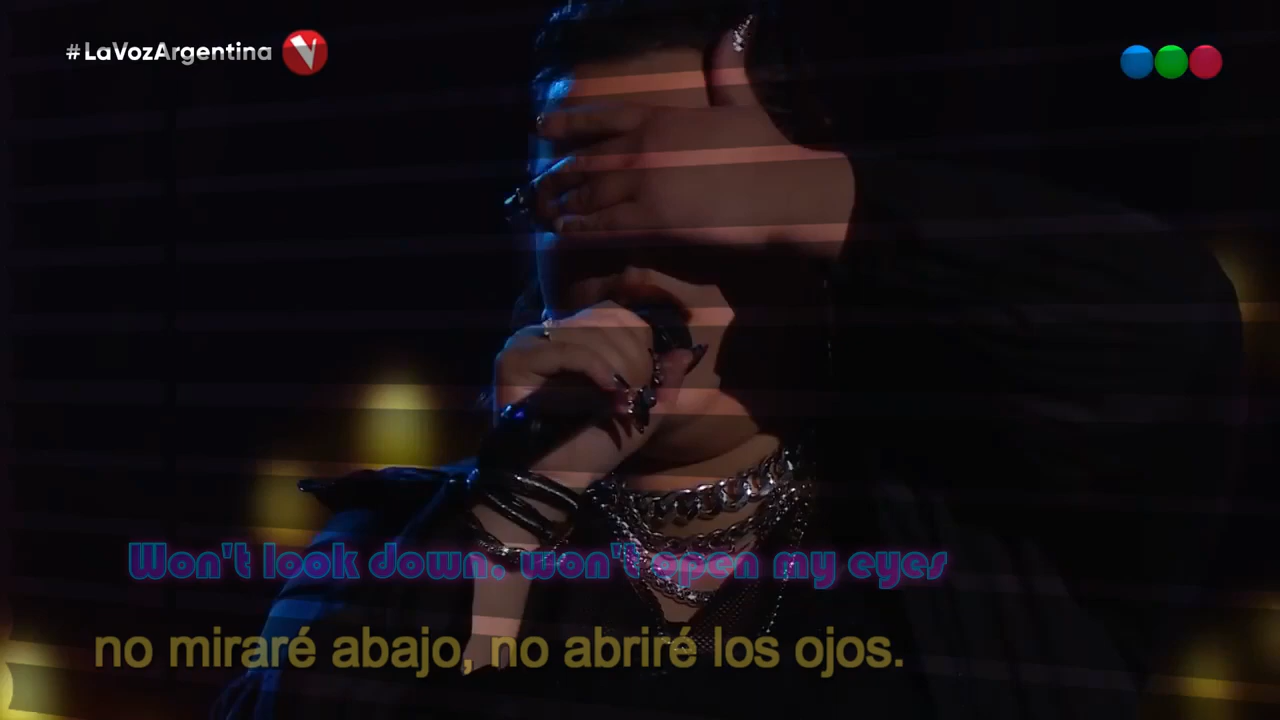 #LaVozArgentina
Won't look down, won't open my eyes
no miraré abajo, no abriré los ojos.